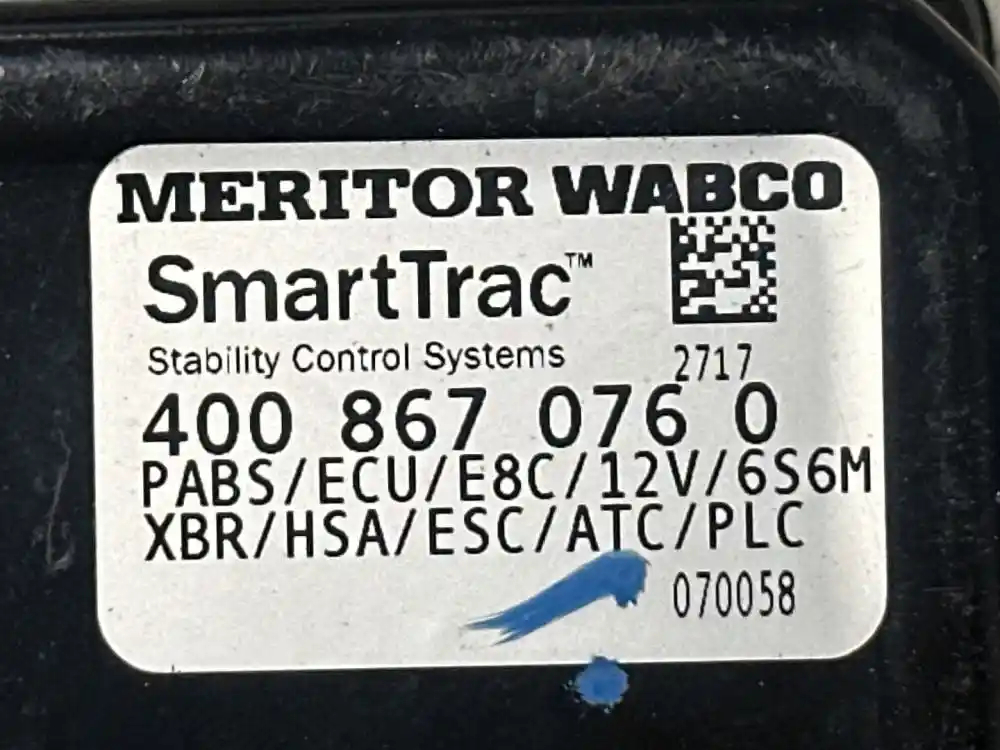 MERITOR WABCO
SmartTrac™
Stability Control Systems
2717
400 867 076 0
PABS/ECU/E8C/12V/6S6M
XBR/HSA/ESC/ATC/PLC
070058